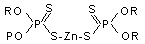 RO S S OR
P P
PO S-Zn-S OR